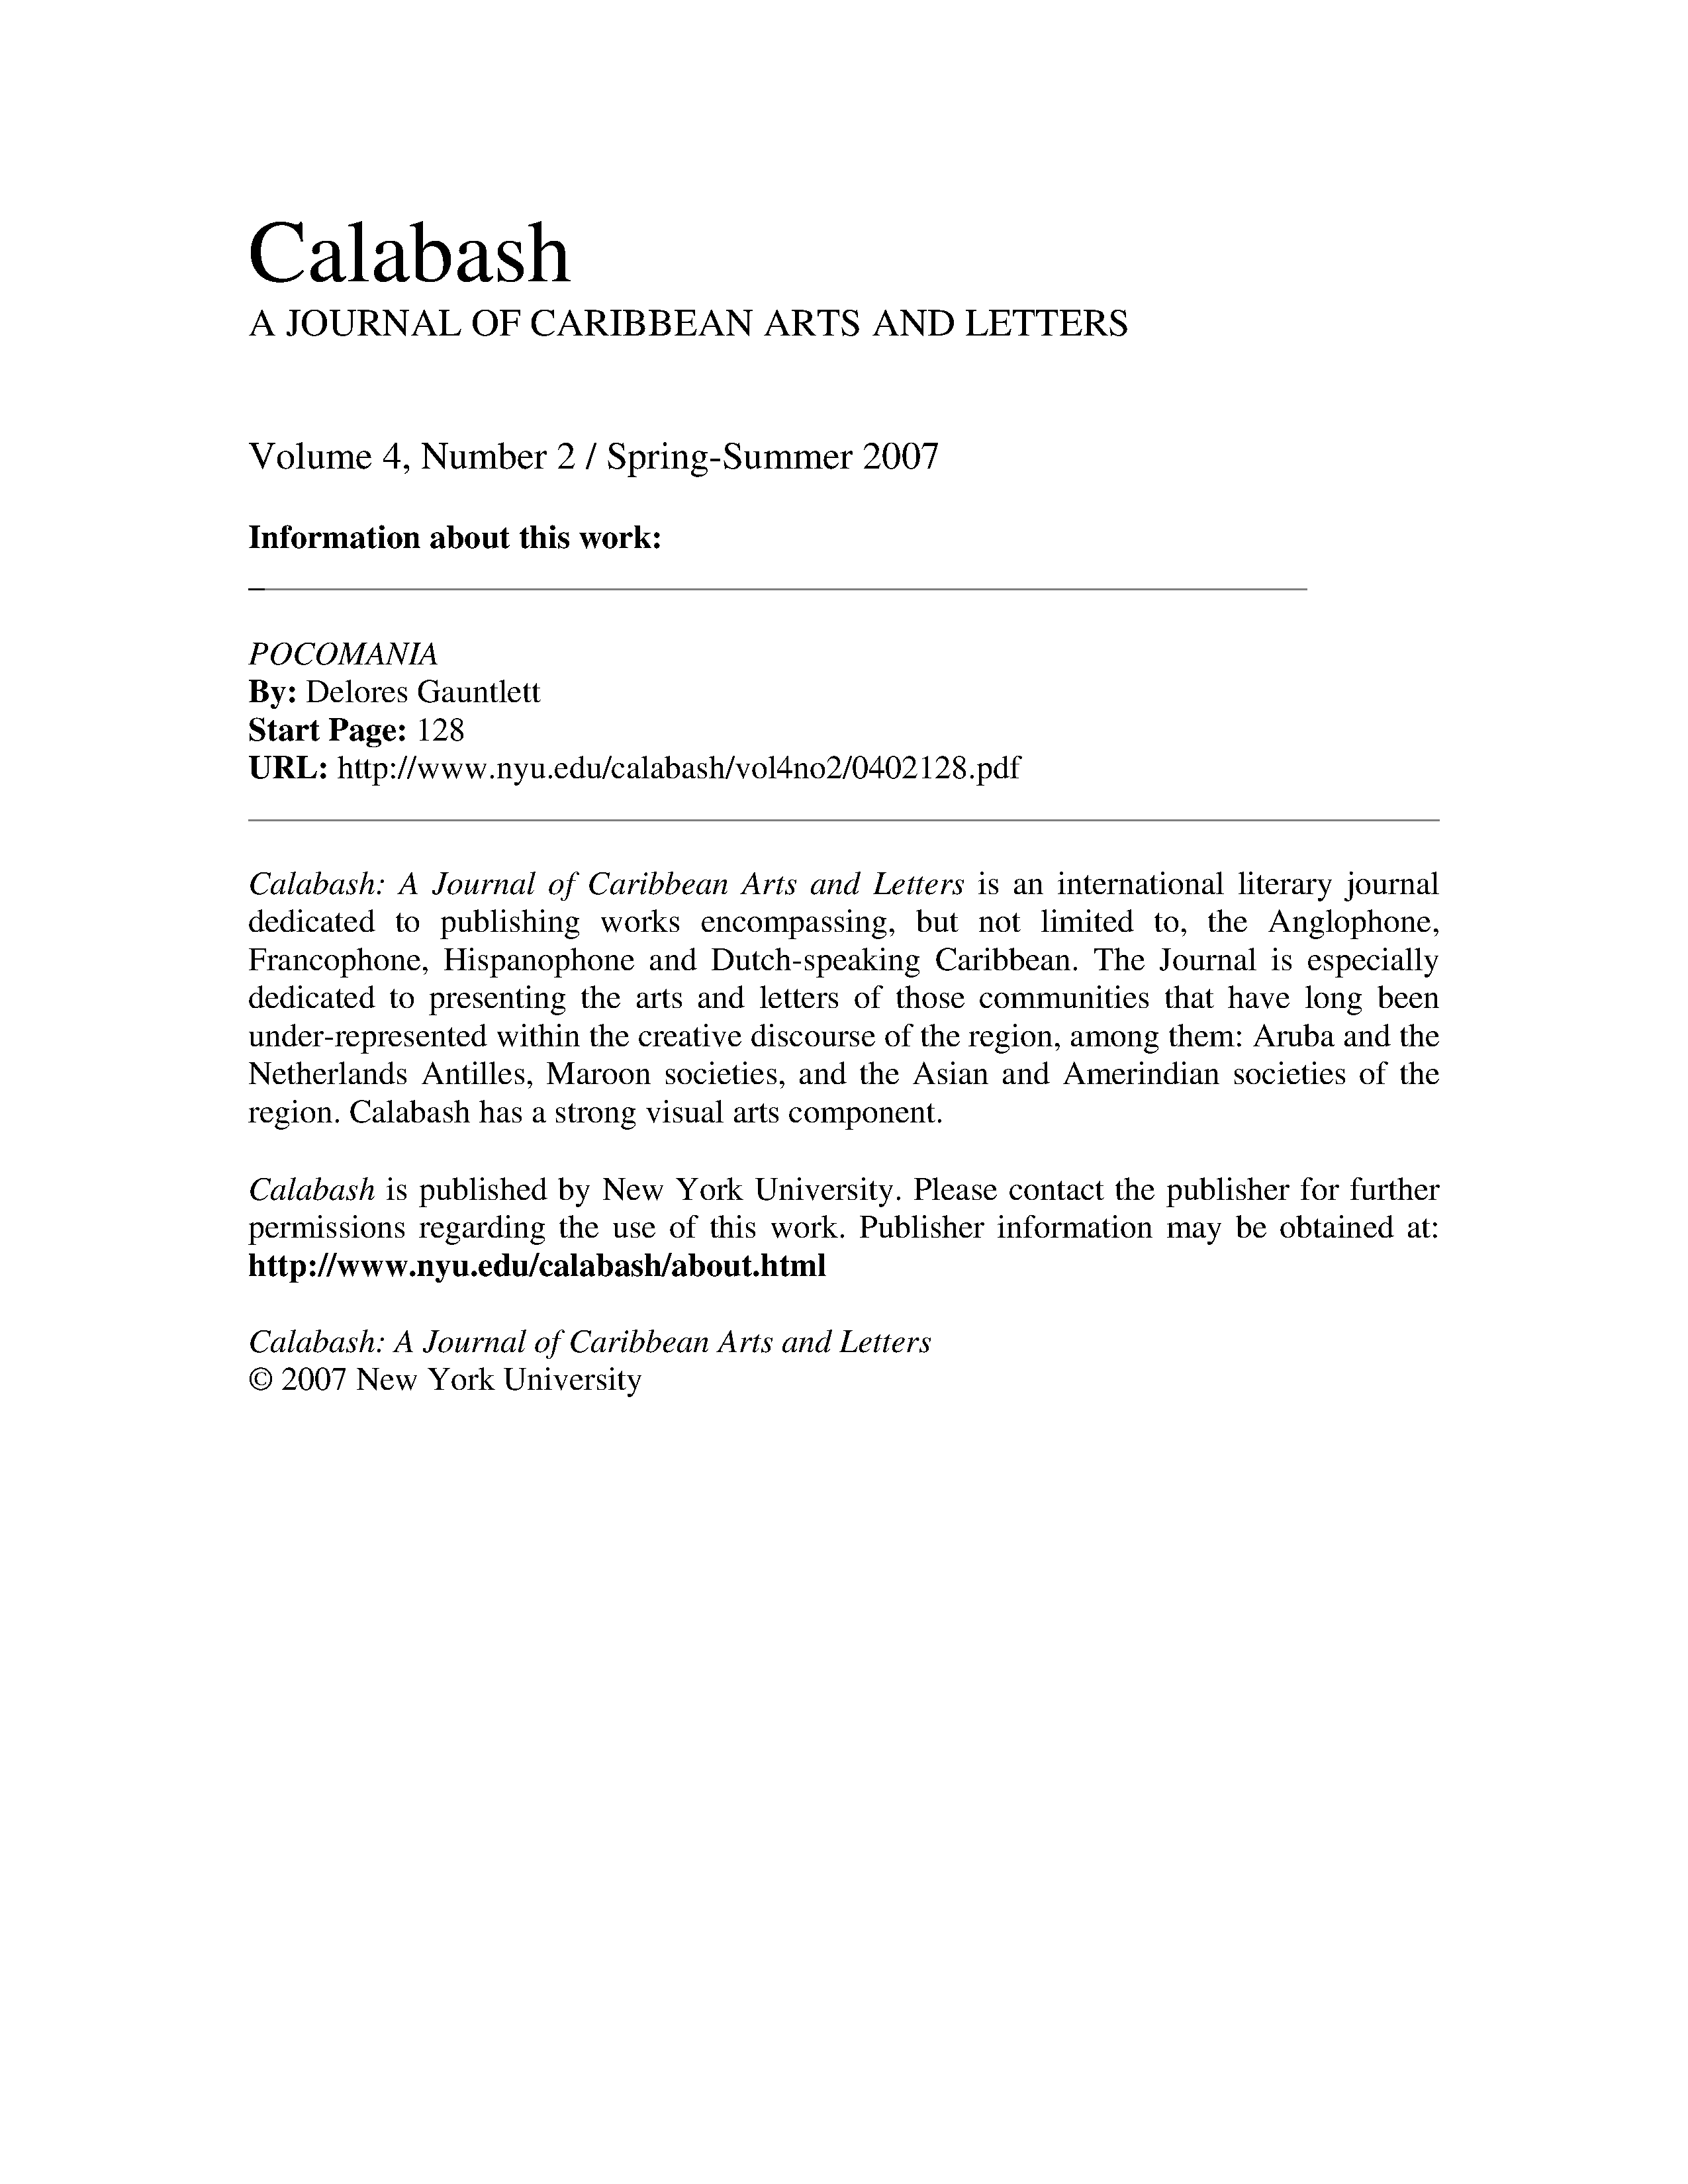 Calabash
A JOURNAL OF CARIBBEAN ARTS AND LETTERS
Volume 4, Number 2 / Spring-Summer 2007
Information about this work:
POCOMANIA
By: Delores Gauntlett
Start Page: 128
URL: http://www.nyu.edu/calabash/vol4no2/0402128.pdf
Calabash: A Journal of Caribbean Arts and Letters is an international literary journal
dedicated to publishing works encompassing, but not limited to, the Anglophone,
Francophone, Hispanophone and Dutch-speaking Caribbean. The Journal is especially
dedicated to presenting the arts and letters of those communities that have long been
under-represented within the creative discourse of the region, among them: Aruba and the
Netherlands Antilles, Maroon societies, and the Asian and Amerindian societies of the
region. Calabash has a strong visual arts component.
Calabash is published by New York University. Please contact the publisher for further
permissions regarding the use of this work. Publisher information may be obtained at:
http://www.nyu.edu/calabash/about.html
Calabash: A Journal of Caribbean Arts and Letters
© 2007 New York University